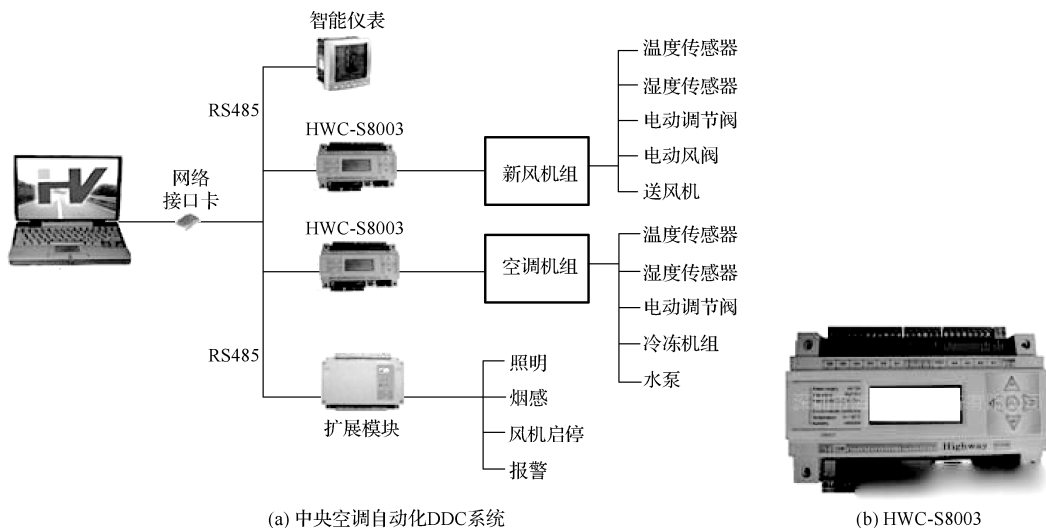 智能仪表
RS485
HWC-S8003
网络
接口卡
新风机组
温度传感器
湿度传感器
电动调节阀
电动风阀
送风机
HWC-S8003
空调机组
温度传感器
湿度传感器
电动调节阀
冷冻机组
水泵
RS485
扩展模块
照明
烟感
风机启停
报警
Highway
(a) 中央空调自动化DDC系统
(b) HWC-S8003